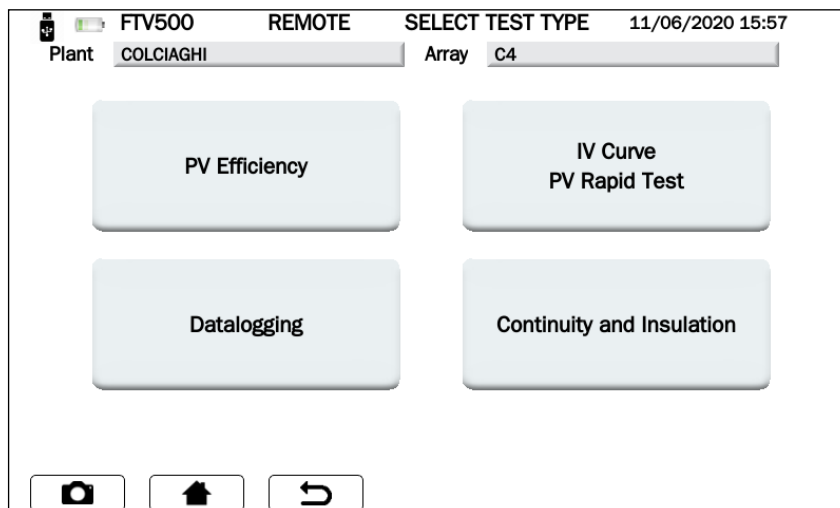 FTV500 REMOTE SELECT TEST TYPE 11/06/2020 15:57
Plant COLCIAGHI Array C4
PV Efficiency
IV Curve
PV Rapid Test
Datalogging
Continuity and Insulation